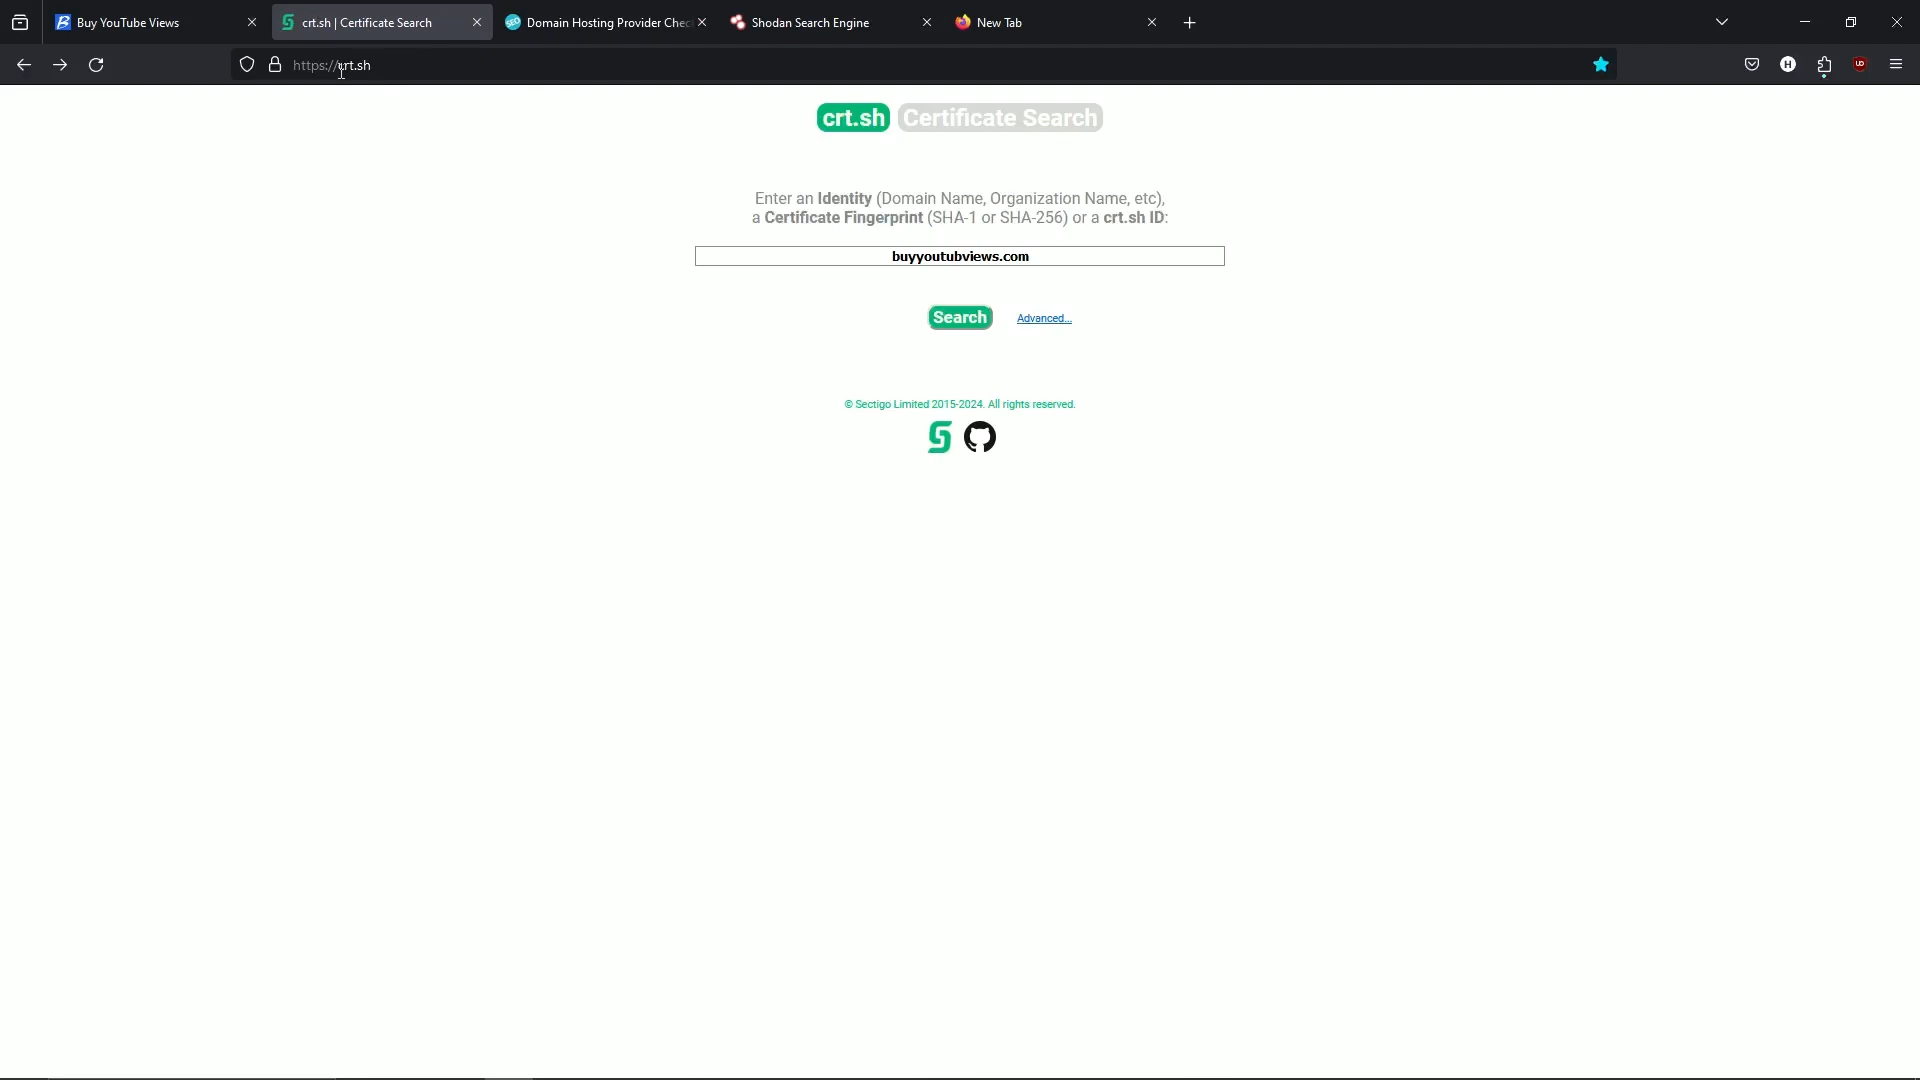 Buy YouTube Views
crt.sh | Certificate Search
Domain Hosting Provider Chec
Shodan Search Engine
New Tab
https://crt.sh
crt.sh Certificate Search
Enter an Identity (Domain Name, Organization Name, etc),
a Certificate Fingerprint (SHA-1 or SHA-256) or a crt.sh ID:
buyyoutubviews.com
Search Advanced...
© Sectigo Limited 2015-2024. All rights reserved.